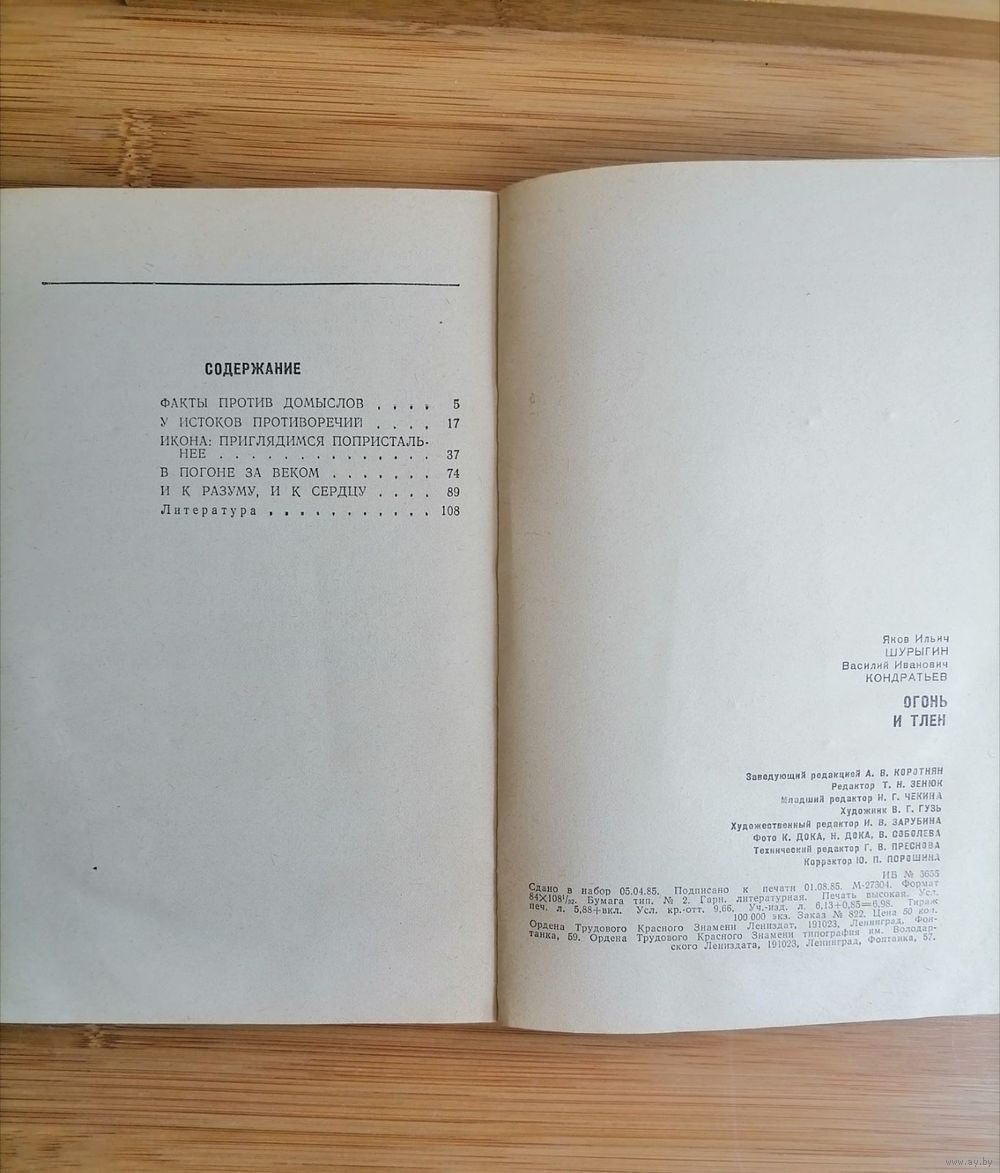 СОДЕРЖАНИЕ
ФАКТЫ ПРОТИВ ДОМЫСЛОВ . . . . 5
У ИСТОКОВ ПРОТИВОРЕЧИЙ . . . . 17
ИКОНА: ПРИГЛЯДИМСЯ ПОПРИСТАЛЬ-
НЕЕ . . . . . . . . . . . . . 37
В ПОГОНЕ ЗА ВЕКОМ . . . . . . . 74
И К РАЗУМУ, И К СЕРДЦУ . . . . 89
Литература . . . . . . . . . . . 108
Яков Ильич
ШУРЫГИН
Василий Иванович
КОНДРАТЬЕВ
ОГОНЬ
И ТЛЕН
Заведующий редакцией А. В. КОРОТНЯН
Редактор Т. Н. ЗЕНЮК
Младший редактор Н. Г. ЧЕКИНА
Художник В. Г. ГУЗЬ
Художественный редактор И. В. ЗАРУБИНА
Фото К. ДОКА, Н. ДОКА, В. СОБОЛЕВА
Технический редактор Г. В. ПРЕСНОВА
Корректор Ю. П. ПОРОШИНА
ИБ № 3655
Сдано в набор 05.04.85. Подписано к печати 01.08.85. М-27304. Формат
84×108¹/₃₂. Бумага тип. № 2. Гарн. литературная. Печать высокая. Усл.
печ. л. 5,88+вкл. Усл. кр.-отт. 9,66. Уч.-изд. л. 6,13+0,85=6,98. Тираж
100 000 экз. Заказ № 822. Цена 50 коп.
Ордена Трудового Красного Знамени Лениздат, 191023, Ленинград, Фон-
танка, 59. Ордена Трудового Красного Знамени типография им. Володар-
ского Лениздата, 191023, Ленинград, Фонтанка, 57.
www.ay.by